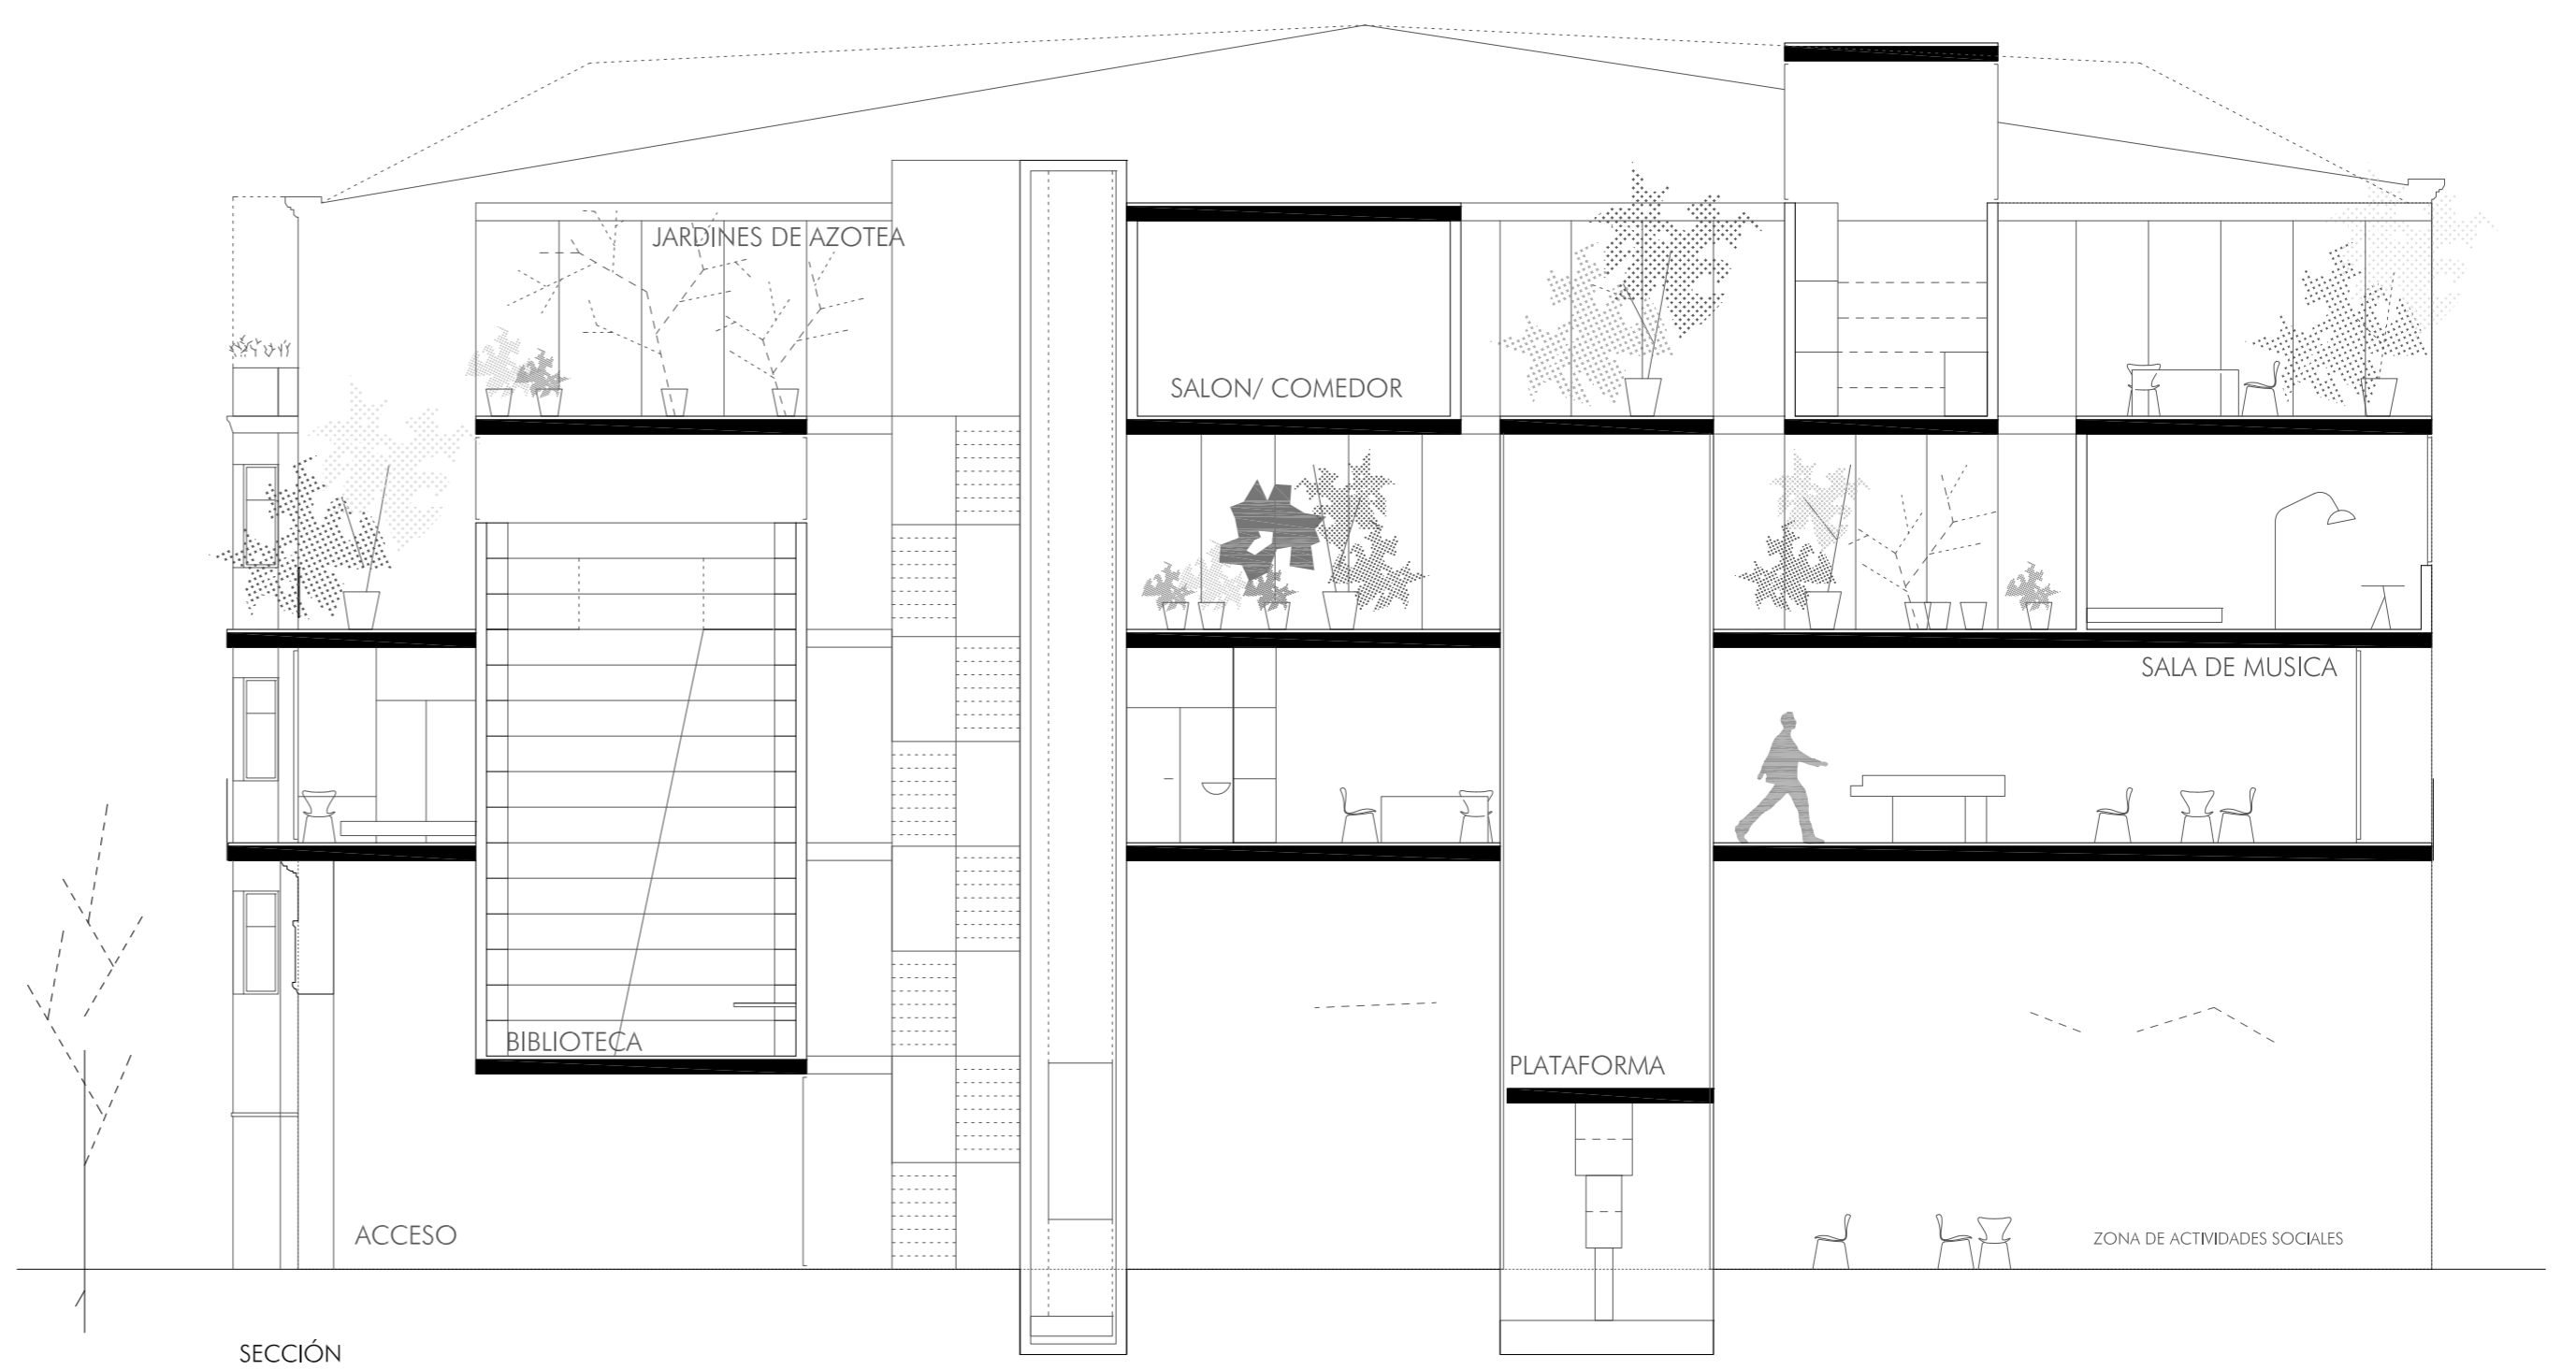 JARDINES DE AZOTEA
SALON/ COMEDOR
SALA DE MUSICA
BIBLIOTECA
PLATAFORMA
ACCESO
ZONA DE ACTIVIDADES SOCIALES
SECCIÓN